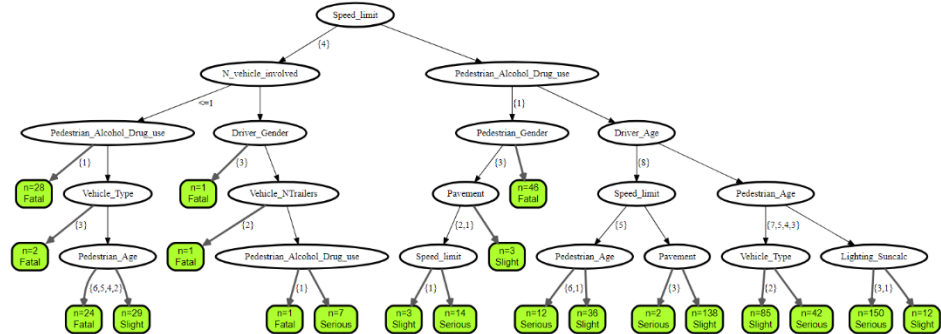 Speed_limit
{4}
N_vehicle_involved
Pedestrian_Alcohol_Drug_use
<=1
{1}
Pedestrian_Alcohol_Drug_use
Driver_Gender
Pedestrian_Gender
Driver_Age
{1}
{3}
{3}
{8}
n=28
Fatal
Vehicle_Type
n=1
Fatal
Vehicle_NTrailers
Pavement
n=46
Fatal
Speed_limit
Pedestrian_Age
{3}
{2}
{2,1}
{5}
{7,5,4,3}
n=2
Fatal
Pedestrian_Age
n=1
Fatal
Pedestrian_Alcohol_Drug_use
Speed_limit
n=3
Slight
Pedestrian_Age
Pavement
Vehicle_Type
Lighting_Suncalc
{6,5,4,2}
{1}
{1}
{6,1}
{3}
{2}
{3,1}
n=24
Fatal
n=29
Slight
n=1
Fatal
n=7
Serious
n=3
Slight
n=14
Serious
n=12
Serious
n=36
Slight
n=2
Serious
n=138
Slight
n=85
Slight
n=42
Serious
n=150
Serious
n=12
Slight